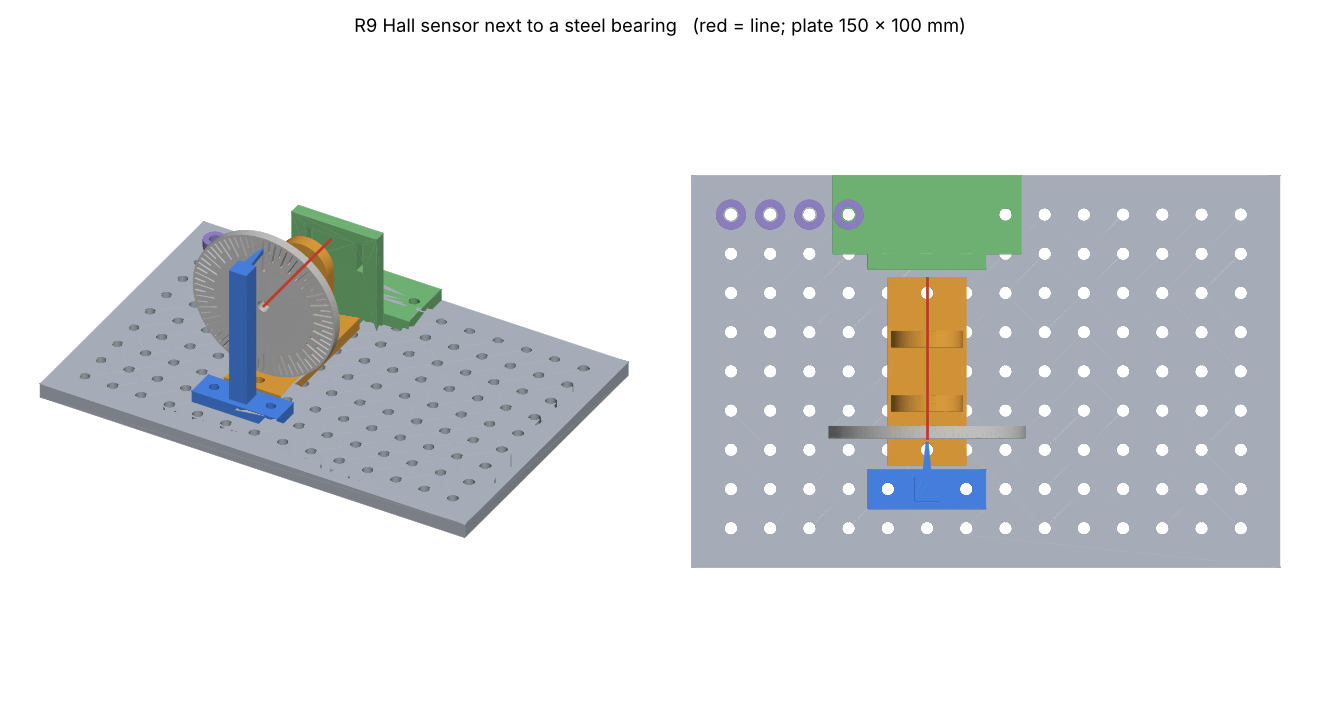 R9 Hall sensor next to a steel bearing (red = line; plate 150 × 100 mm)